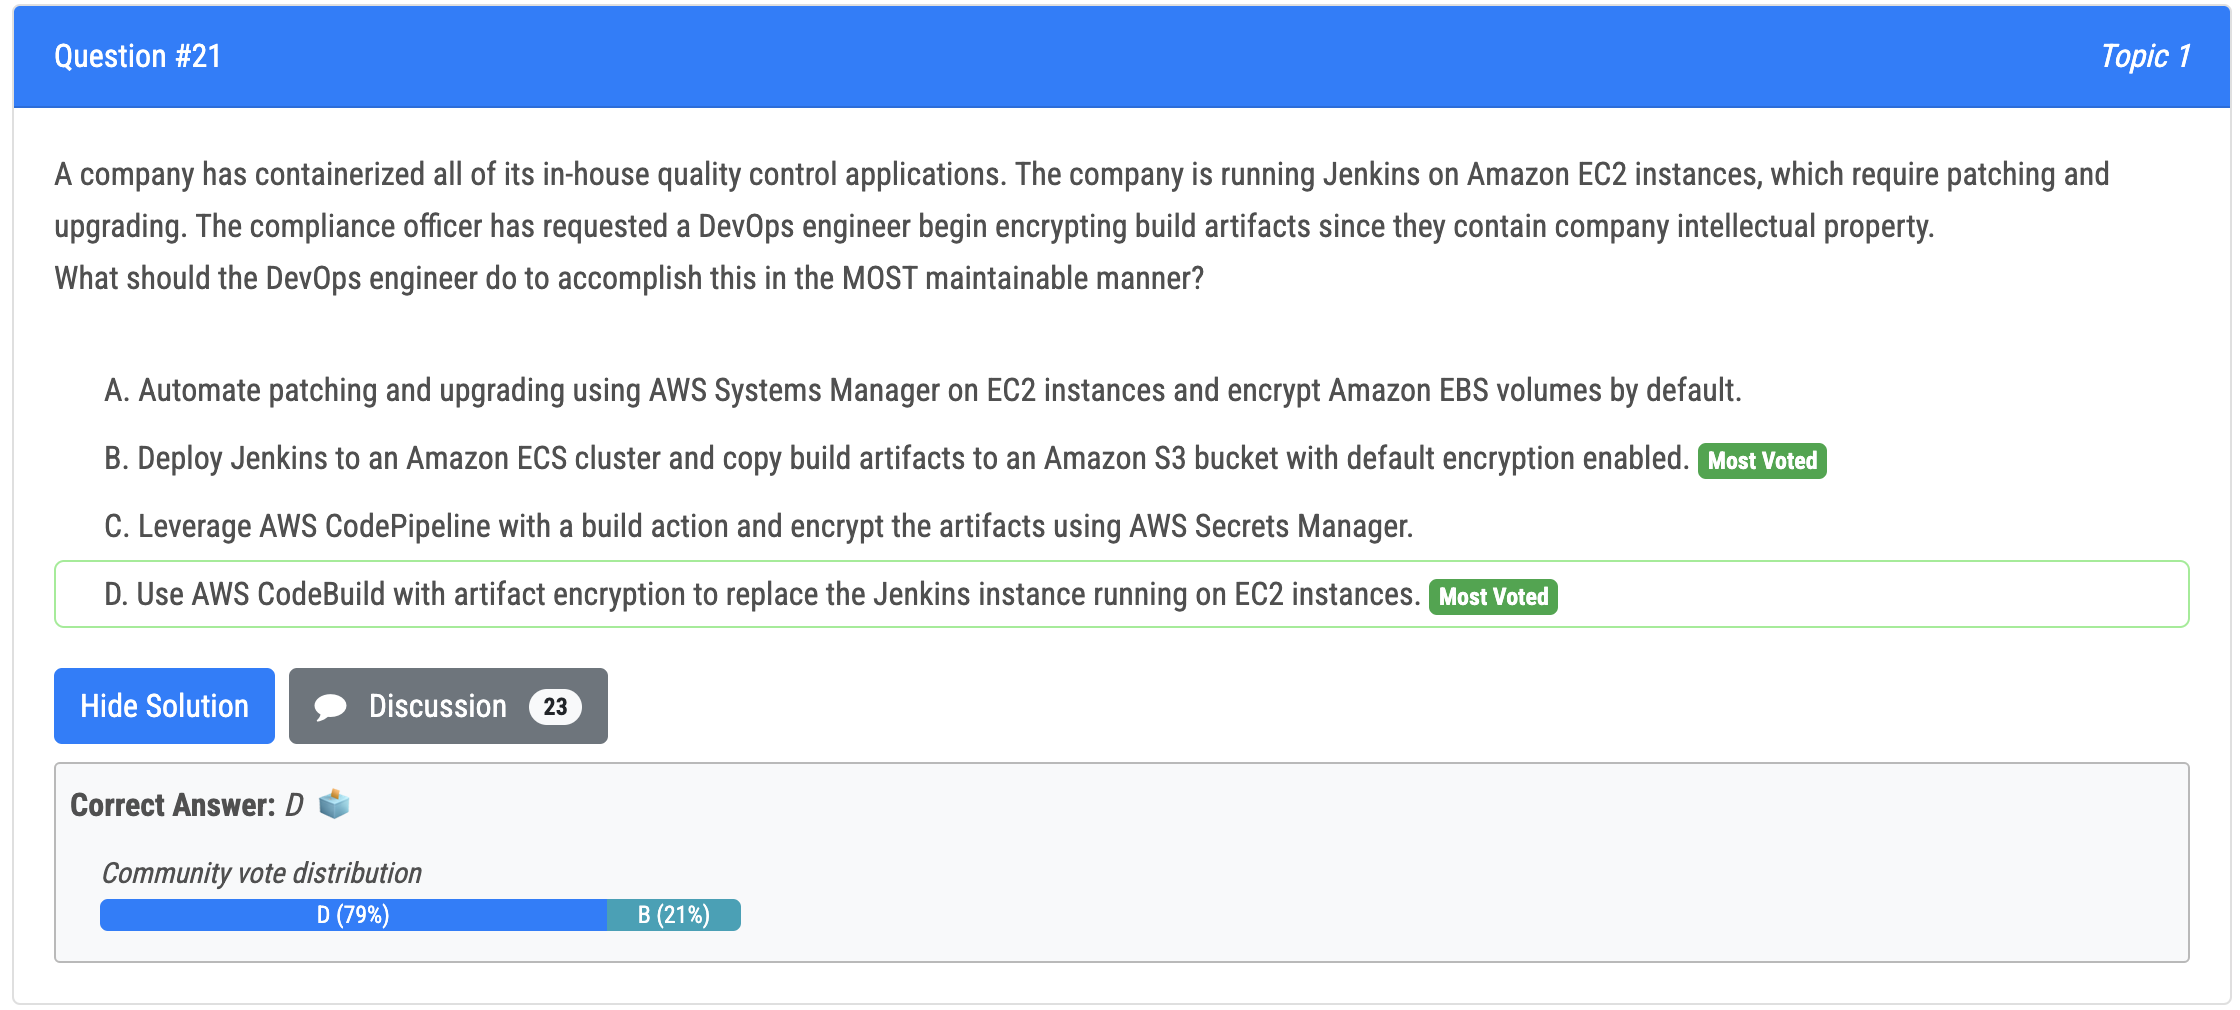 Question #21
Topic 1
A company has containerized all of its in-house quality control applications. The company is running Jenkins on Amazon EC2 instances, which require patching and
upgrading. The compliance officer has requested a DevOps engineer begin encrypting build artifacts since they contain company intellectual property.
What should the DevOps engineer do to accomplish this in the MOST maintainable manner?
A. Automate patching and upgrading using AWS Systems Manager on EC2 instances and encrypt Amazon EBS volumes by default.
B. Deploy Jenkins to an Amazon ECS cluster and copy build artifacts to an Amazon S3 bucket with default encryption enabled. Most Voted
C. Leverage AWS CodePipeline with a build action and encrypt the artifacts using AWS Secrets Manager.
D. Use AWS CodeBuild with artifact encryption to replace the Jenkins instance running on EC2 instances. Most Voted
Hide Solution
Discussion 23
Correct Answer: D
Community vote distribution
D (79%) B (21%)